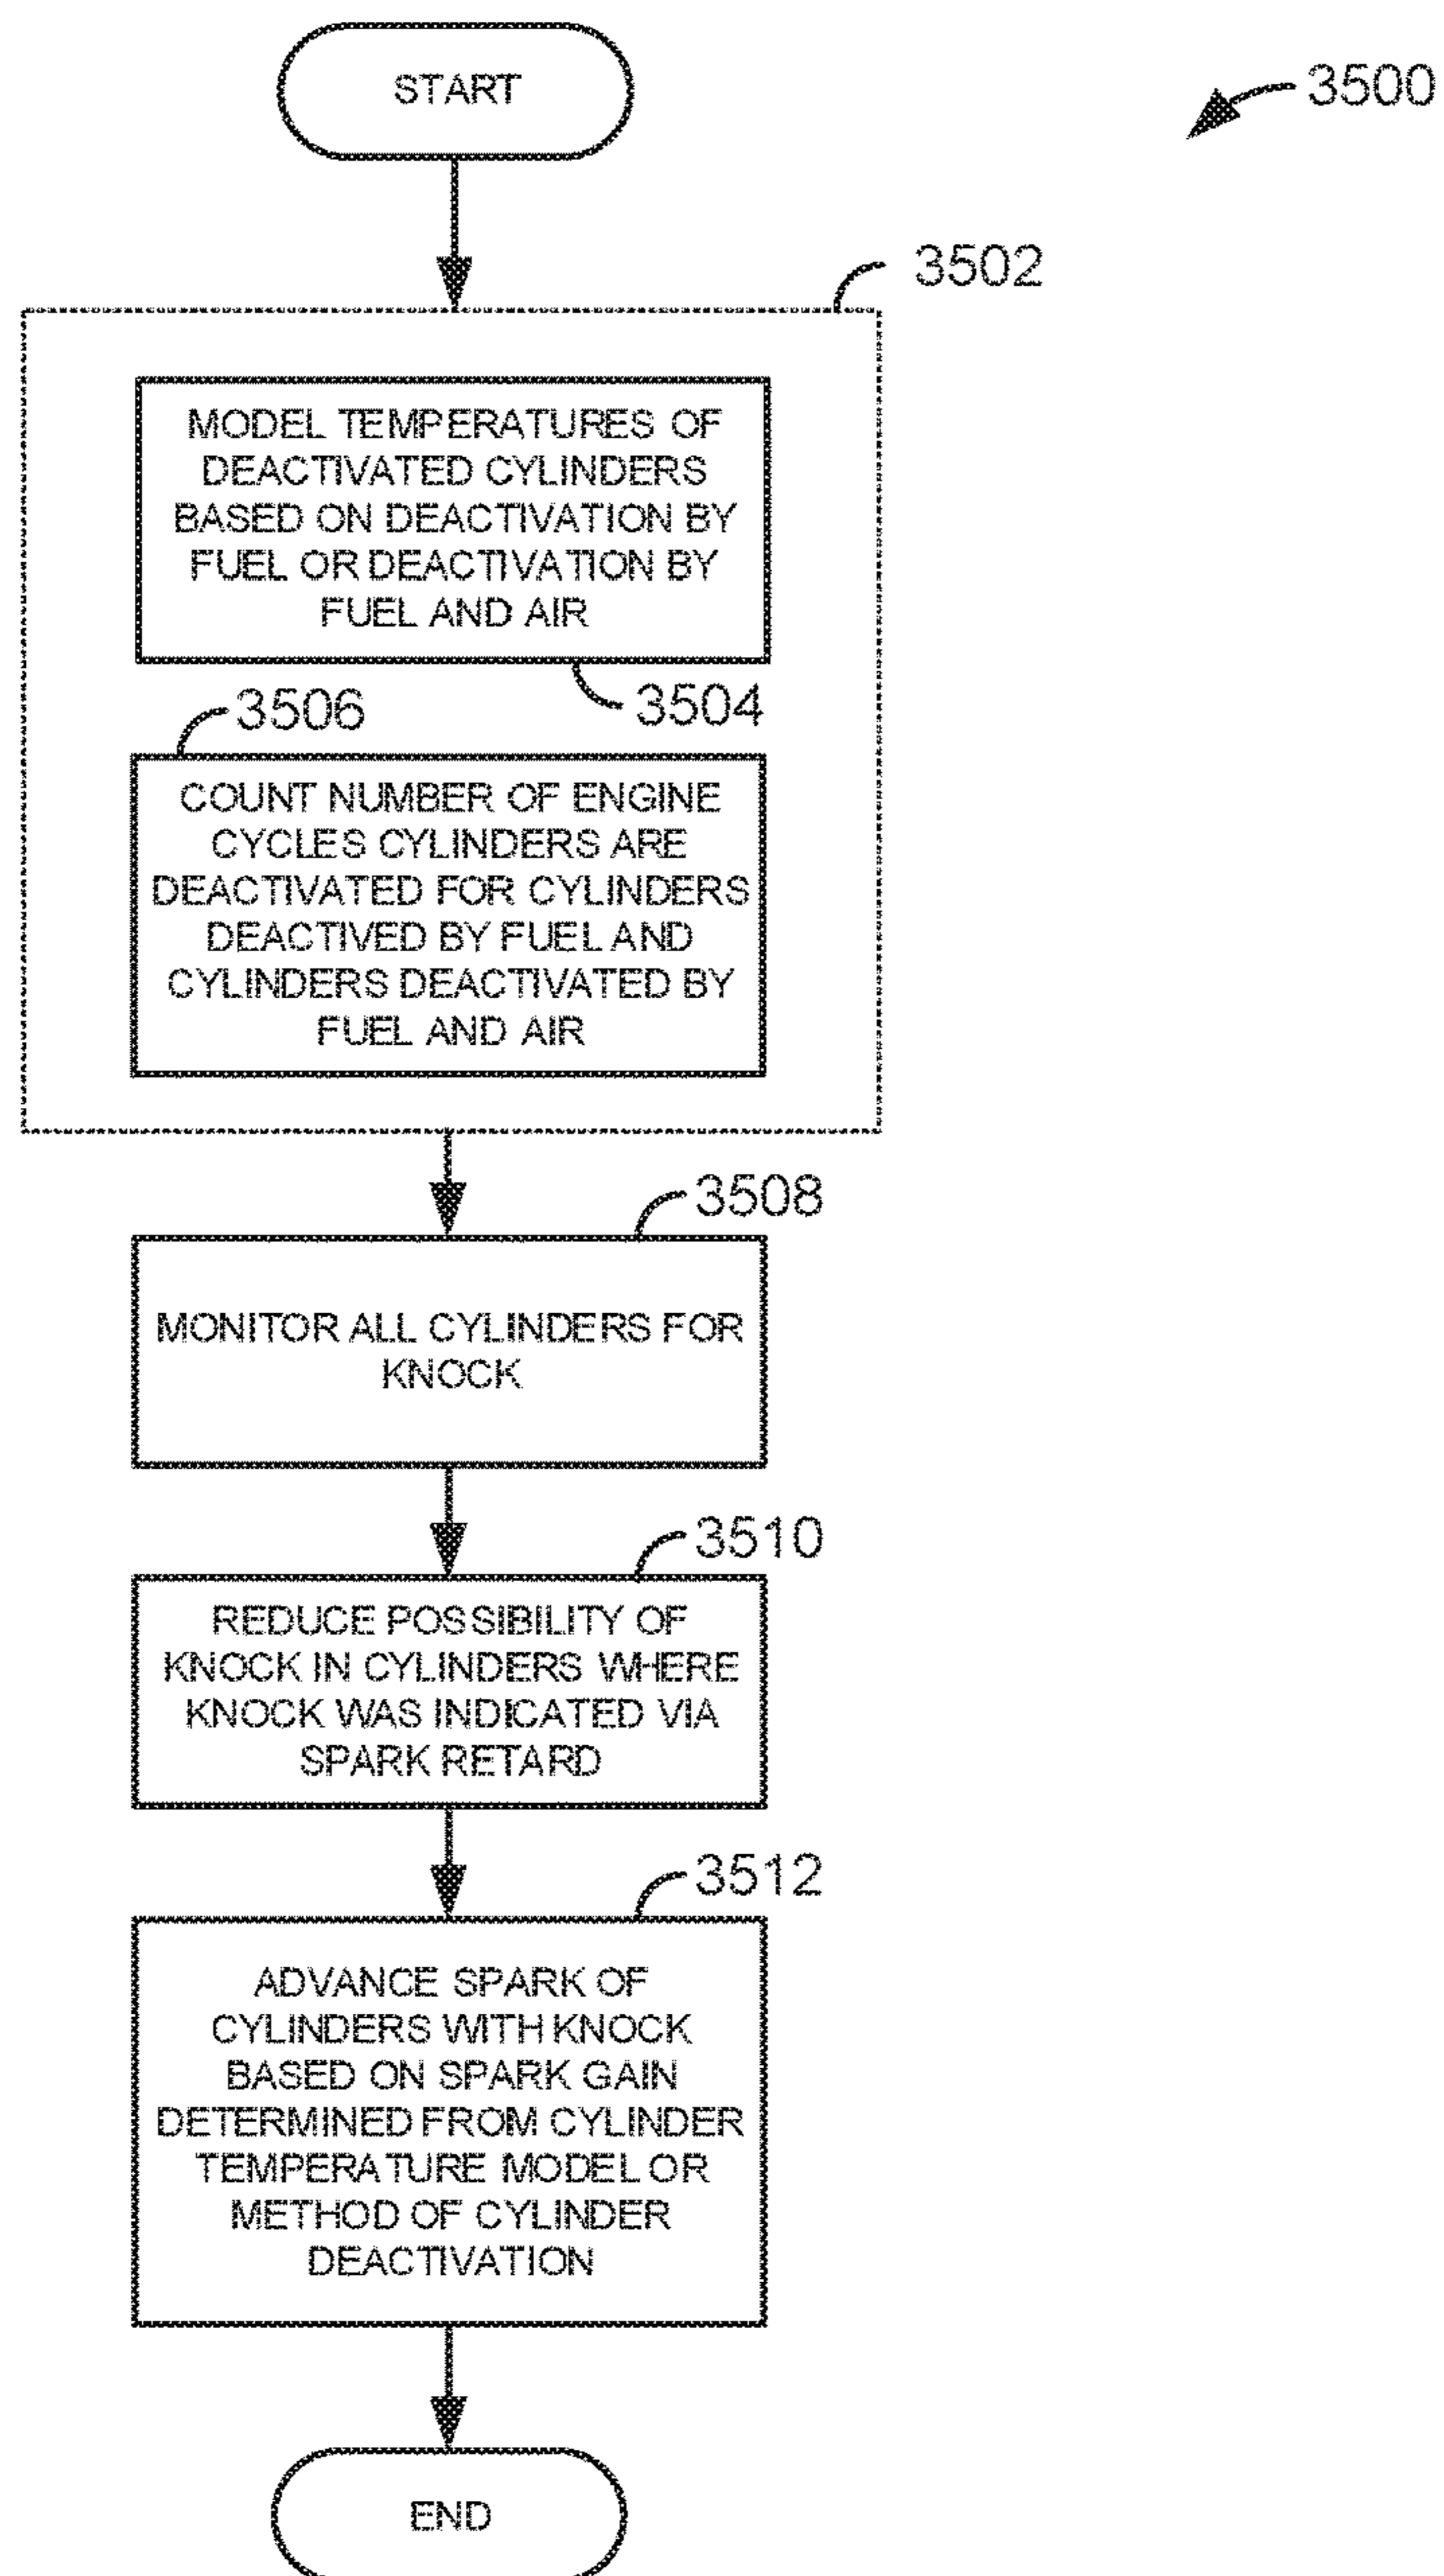 START
3500
3502
MODEL TEMPERATURES OF
DEACTIVATED CYLINDERS
BASED ON DEACTIVATION BY
FUEL OR DEACTIVATION BY
FUEL AND AIR
3504
3506
COUNT NUMBER OF ENGINE
CYCLES CYLINDERS ARE
DEACTIVATED FOR CYLINDERS
DEACTIVED BY FUEL AND
CYLINDERS DEACTIVATED BY
FUEL AND AIR
3508
MONITOR ALL CYLINDERS FOR
KNOCK
3510
REDUCE POSSIBILITY OF
KNOCK IN CYLINDERS WHERE
KNOCK WAS INDICATED VIA
SPARK RETARD
3512
ADVANCE SPARK OF
CYLINDERS WITH KNOCK
BASED ON SPARK GAIN
DETERMINED FROM CYLINDER
TEMPERATURE MODEL OR
METHOD OF CYLINDER
DEACTIVATION
END